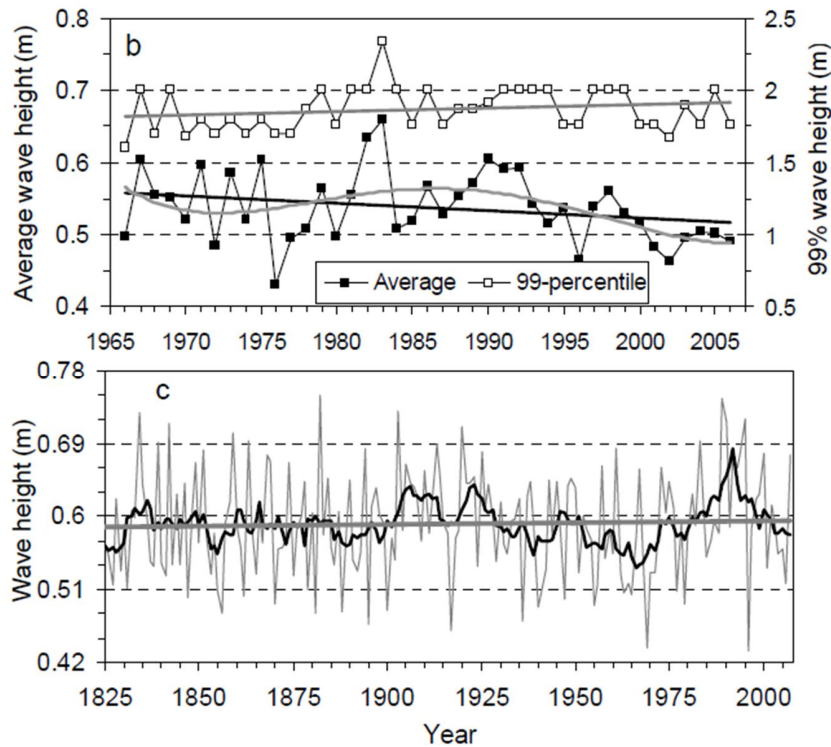 b
Average wave height (m)
0.8
0.7
0.6
0.5
0.4
2.5
2
1.5
1
0.5
99% wave height (m)
Average 99-percentile
1965 1970 1975 1980 1985 1990 1995 2000 2005
c
Wave height (m)
0.78
0.69
0.6
0.51
0.42
1825 1850 1875 1900 1925 1950 1975 2000
Year